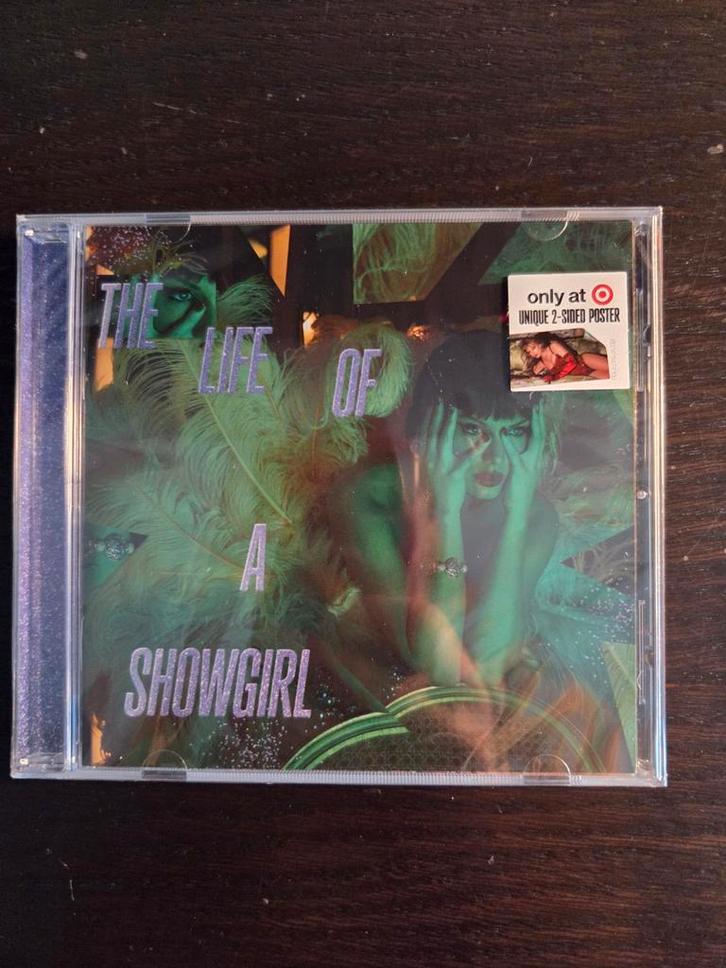 THE
LIFE
OF
A
SHOWGIRL
only at
UNIQUE 2-SIDED POSTER